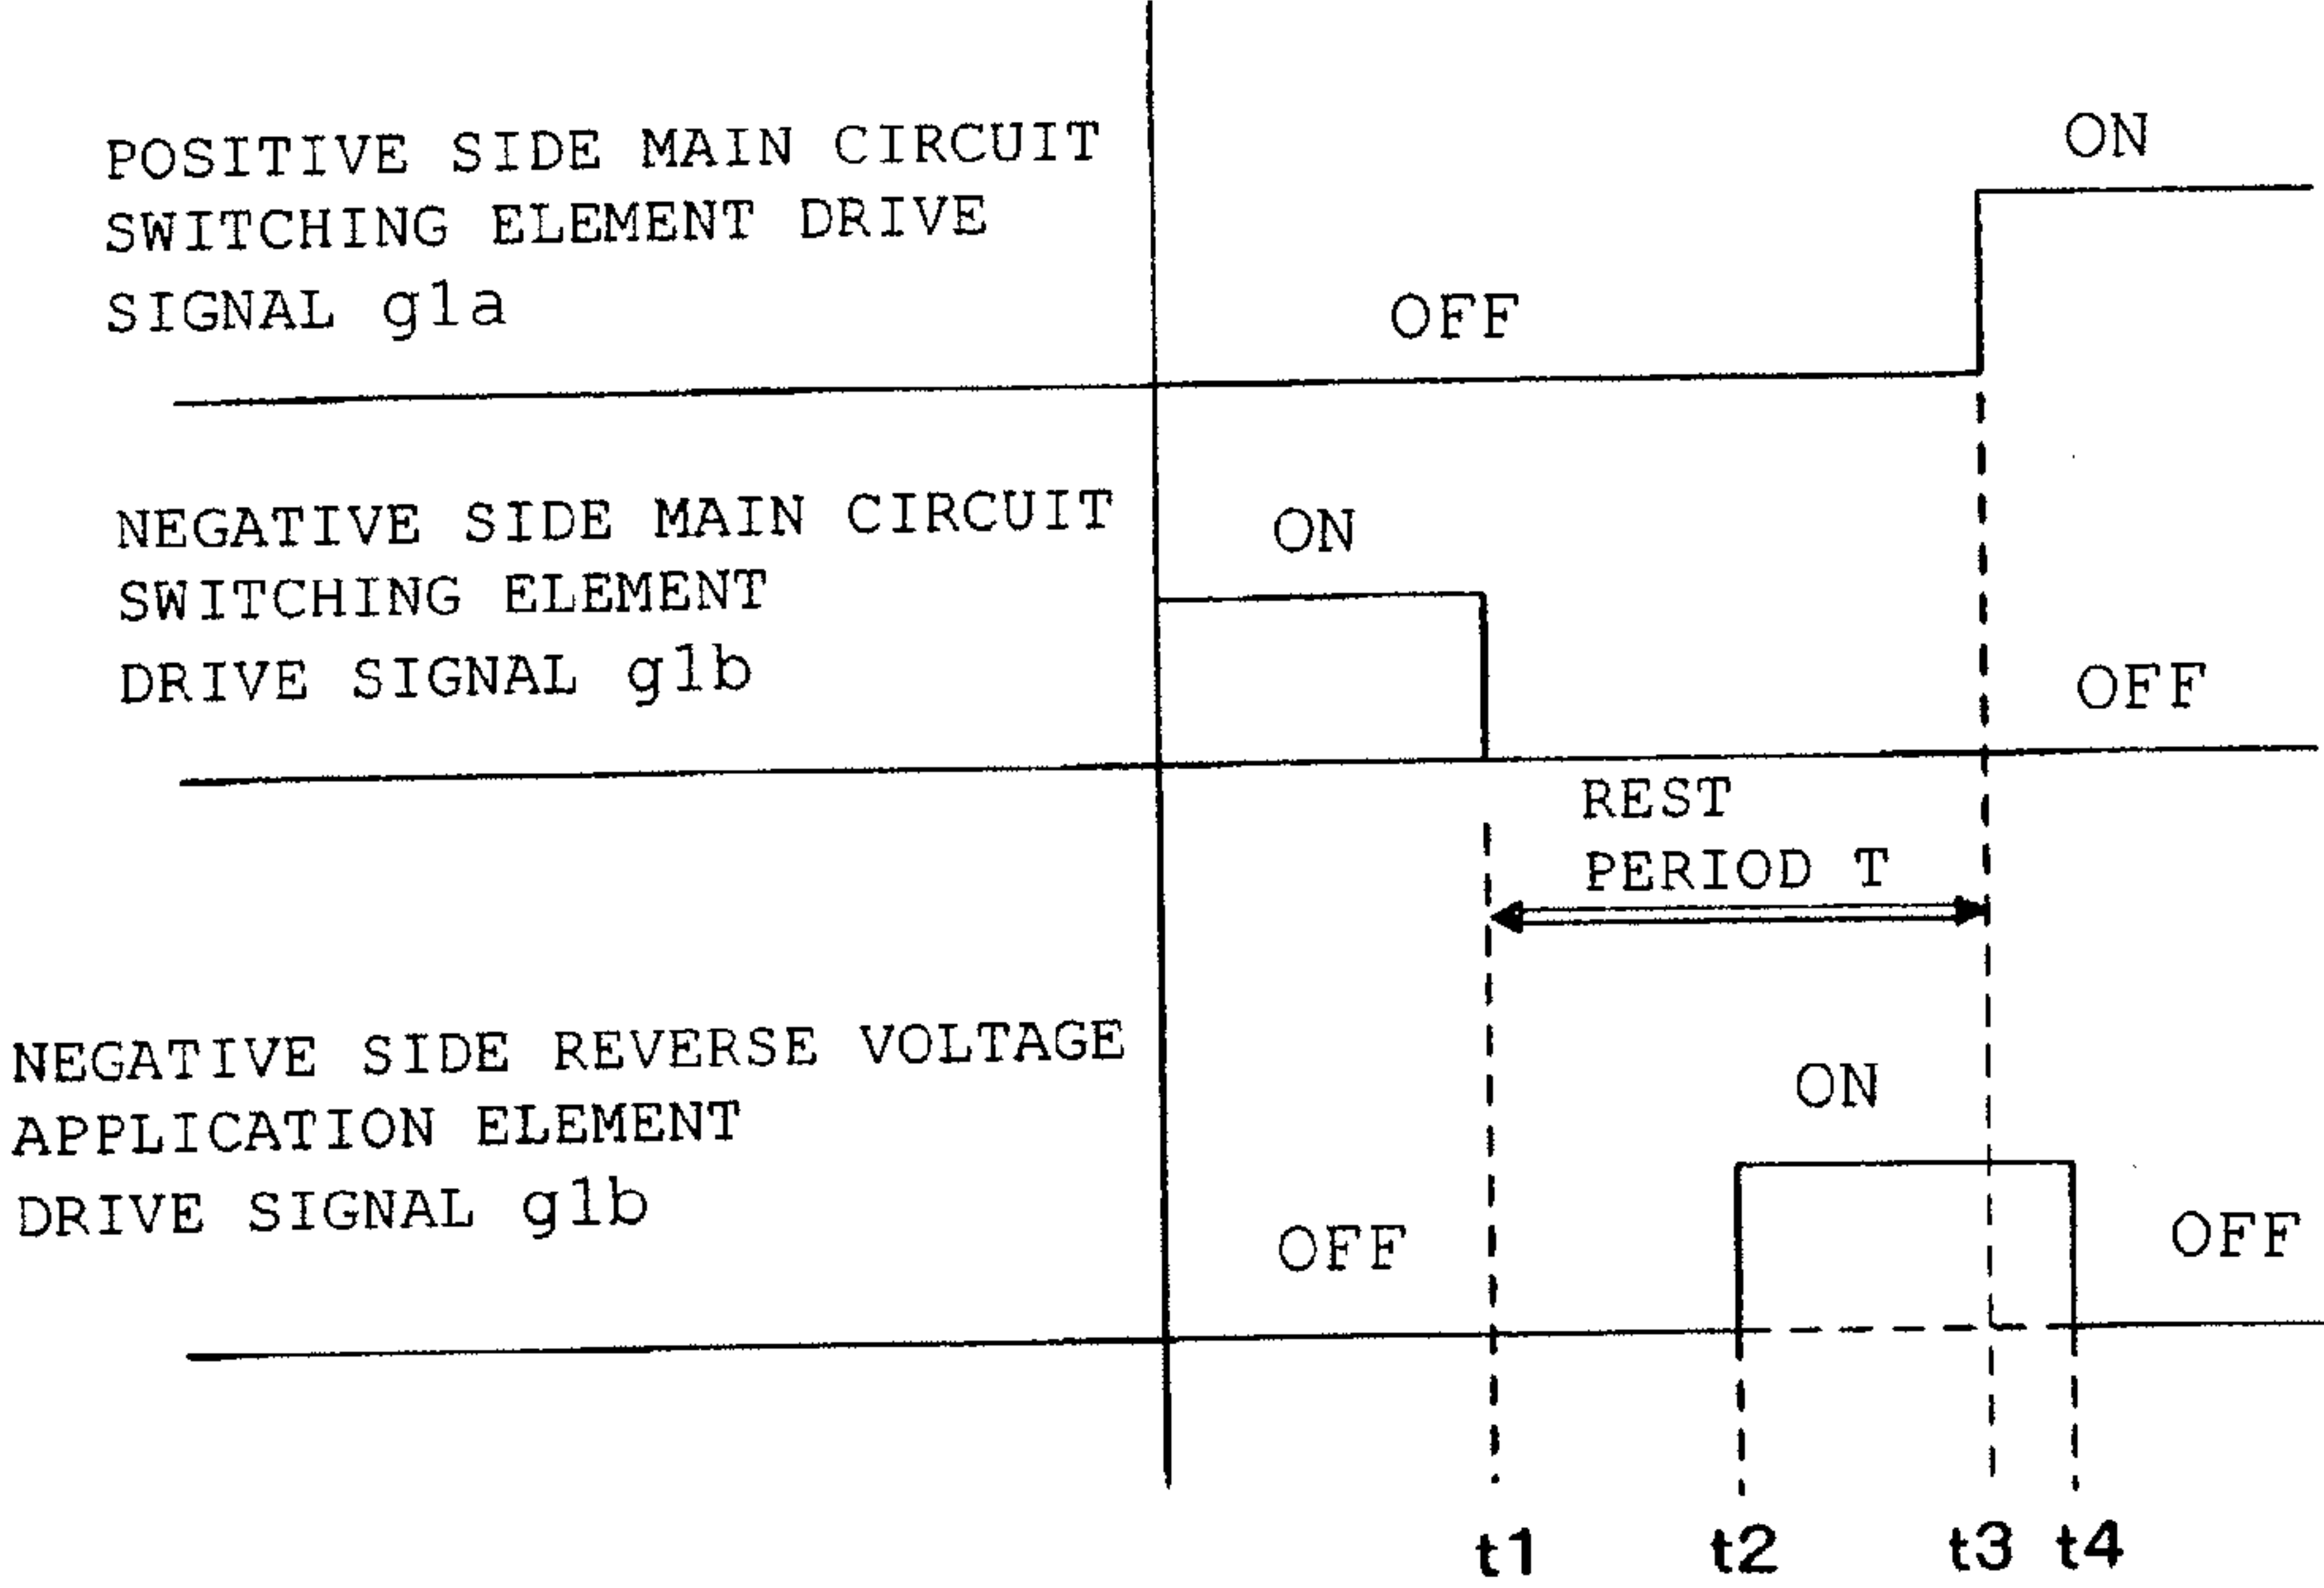 POSITIVE SIDE MAIN CIRCUIT
SWITCHING ELEMENT DRIVE
SIGNAL g1a
ON
OFF
NEGATIVE SIDE MAIN CIRCUIT
SWITCHING ELEMENT
DRIVE SIGNAL g1b
ON
OFF
REST
PERIOD T
NEGATIVE SIDE REVERSE VOLTAGE
APPLICATION ELEMENT
DRIVE SIGNAL g1b
ON
OFF
OFF
t1 t2 t3 t4